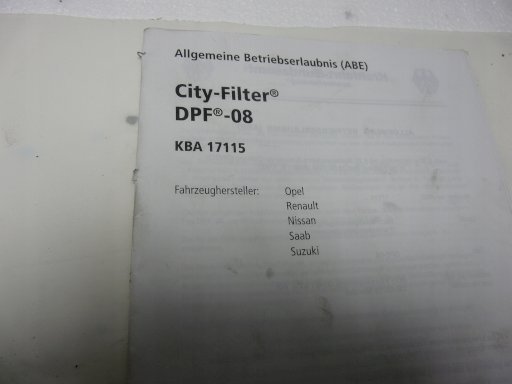 Allgemeine Betriebserlaubnis (ABE)
City-Filter®
DPF®-08
KBA 17115
Fahrzeughersteller: Opel
Renault
Nissan
Saab
Suzuki